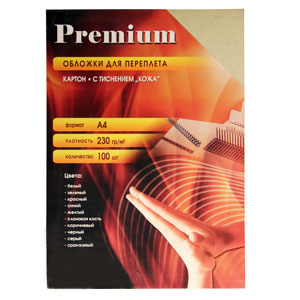 Premium
ОБЛОЖКИ ДЛЯ ПЕРЕПЛЕТА
КАРТОН • С ТИСНЕНИЕМ „КОЖА"
формат А4
плотность 230 гр/м²
количество 100 шт
Цвета:
- белый
- зеленый
- красный
- синий
- желтый
- слоновая кость
- коричневый
- черный
- серый
- оранжевый